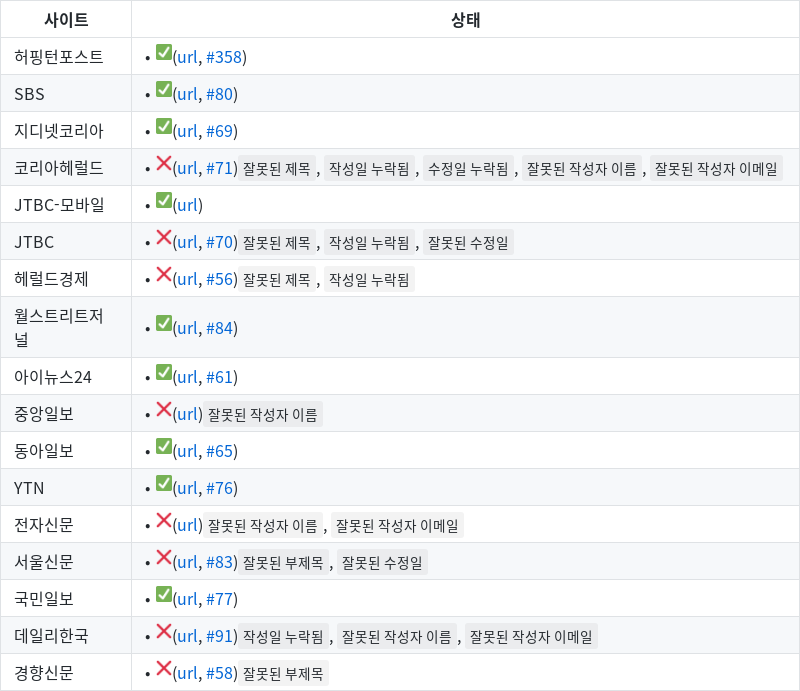 사이트 상태
허핑턴포스트 • ✅(url, #358)
SBS • ✅(url, #80)
지디넷코리아 • ✅(url, #69)
코리아헤럴드 • ❌(url, #71) 잘못된 제목 , 작성일 누락됨 , 수정일 누락됨 , 잘못된 작성자 이름 , 잘못된 작성자 이메일
JTBC-모바일 • ✅(url)
JTBC • ❌(url, #70) 잘못된 제목 , 작성일 누락됨 , 잘못된 수정일
헤럴드경제 • ❌(url, #56) 잘못된 제목 , 작성일 누락됨
월스트리트저
널 • ✅(url, #84)
아이뉴스24 • ✅(url, #61)
중앙일보 • ❌(url) 잘못된 작성자 이름
동아일보 • ✅(url, #65)
YTN • ✅(url, #76)
전자신문 • ❌(url) 잘못된 작성자 이름 , 잘못된 작성자 이메일
서울신문 • ❌(url, #83) 잘못된 부제목 , 잘못된 수정일
국민일보 • ✅(url, #77)
데일리한국 • ❌(url, #91) 작성일 누락됨 , 잘못된 작성자 이름 , 잘못된 작성자 이메일
경향신문 • ❌(url, #58) 잘못된 부제목